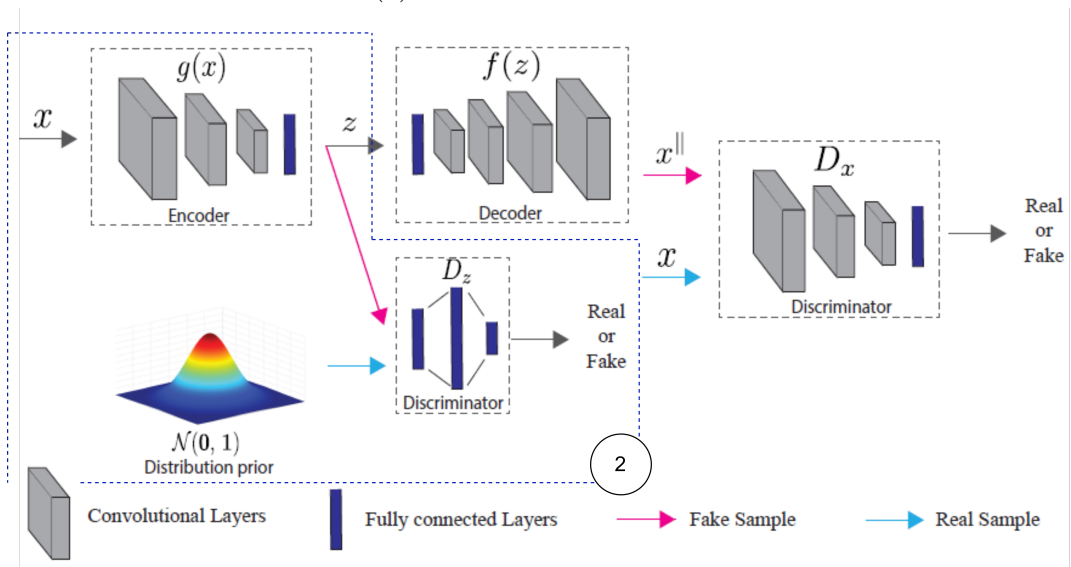 g(x)
f(z)
x
z
x||
D_x
Encoder
Decoder
Real
or
Fake
x
D_z
Discriminator
Real
or
Fake
Discriminator
N(0, 1)
Distribution prior
2
Convolutional Layers
Fully connected Layers
Fake Sample
Real Sample